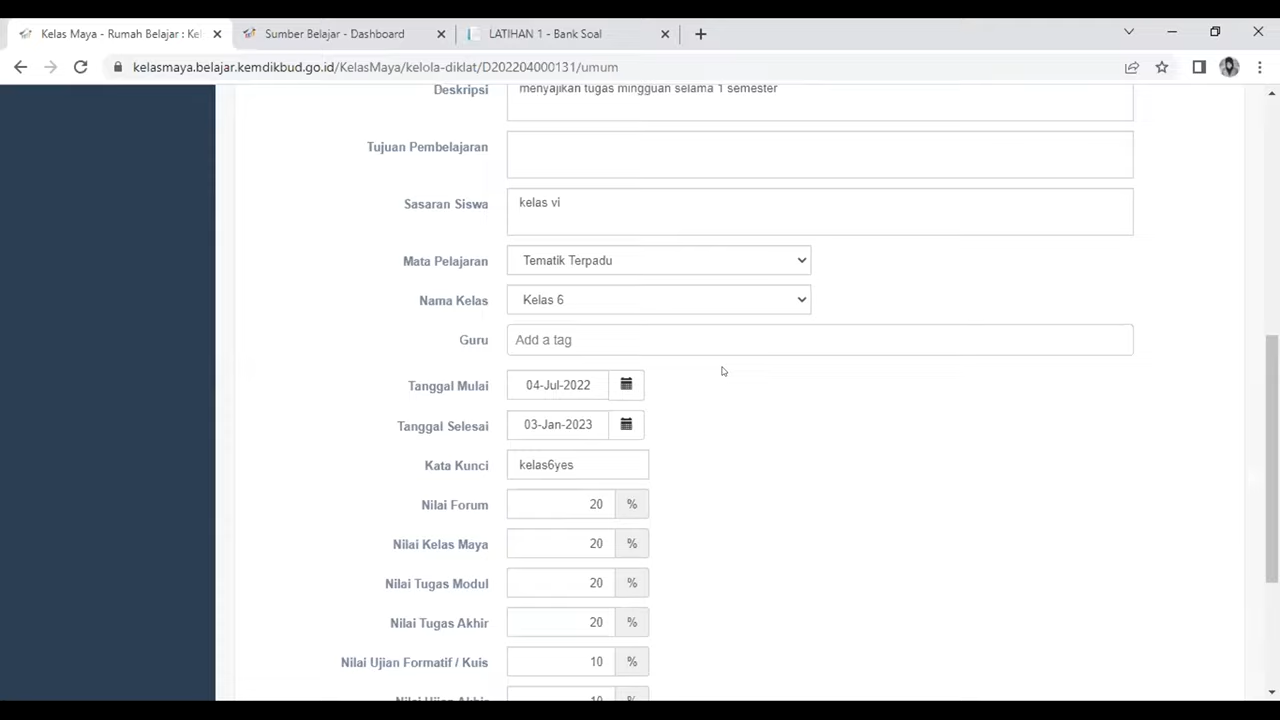 Kelas Maya - Rumah Belajar : Kel
Sumber Belajar - Dashboard
LATIHAN 1 - Bank Soal
kelasmaya.belajar.kemdikbud.go.id/KelasMaya/kelola-diklat/D202204000131/umum
Deskripsi
menyajikan tugas mingguan selama 1 semester
Tujuan Pembelajaran
Sasaran Siswa
kelas vi
Mata Pelajaran
Tematik Terpadu
Nama Kelas
Kelas 6
Guru
Add a tag
Tanggal Mulai
04-Jul-2022
Tanggal Selesai
03-Jan-2023
Kata Kunci
kelas6yes
Nilai Forum
20 %
Nilai Kelas Maya
20 %
Nilai Tugas Modul
20 %
Nilai Tugas Akhir
20 %
Nilai Ujian Formatif / Kuis
10 %
Nilai Ujian Akhir
10 %